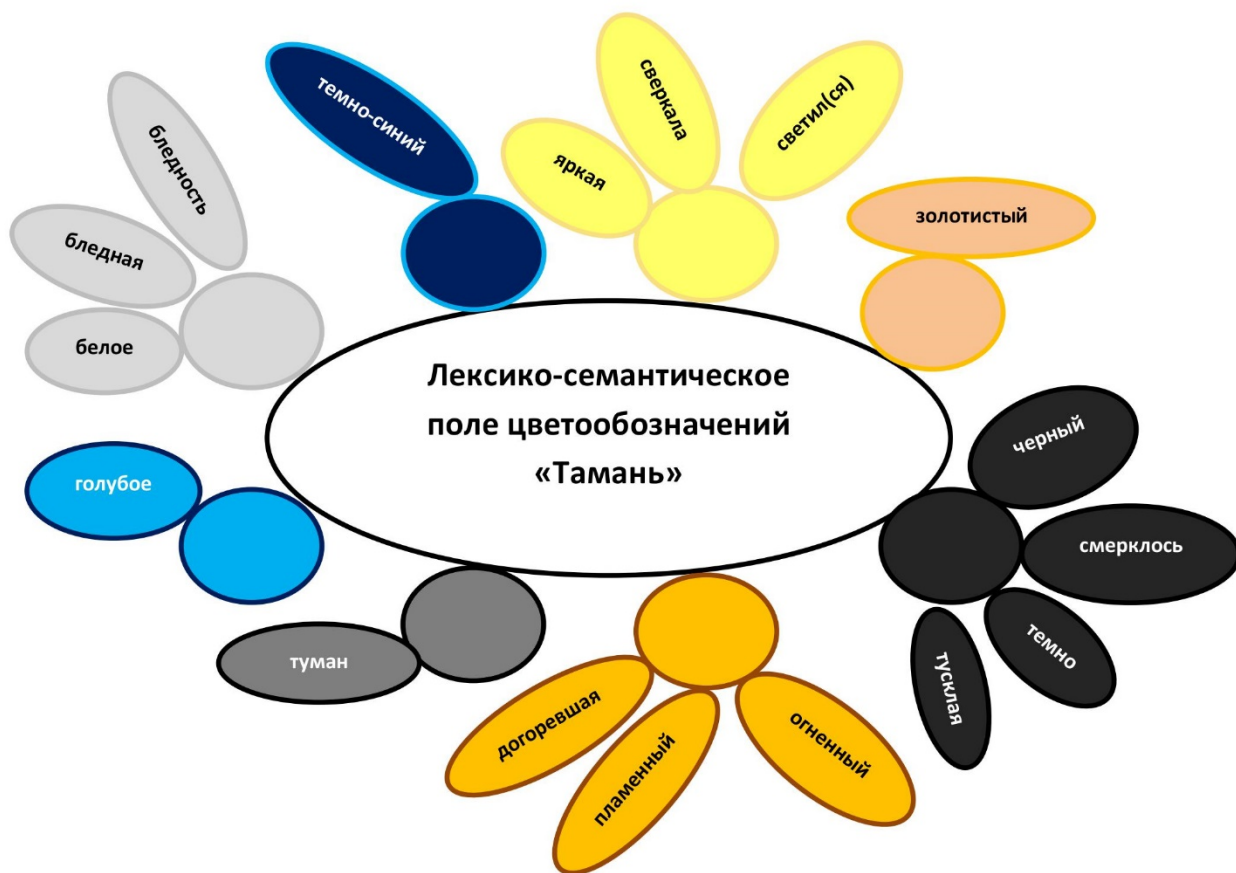 Лексико-семантическое
поле цветообозначений
«Тамань»
бледность
бледная
белое
темно-синий
яркая
сверкала
светил(ся)
золотистый
черный
смерклось
темно
тусклая
огненный
пламенный
догоревшая
туман
голубое